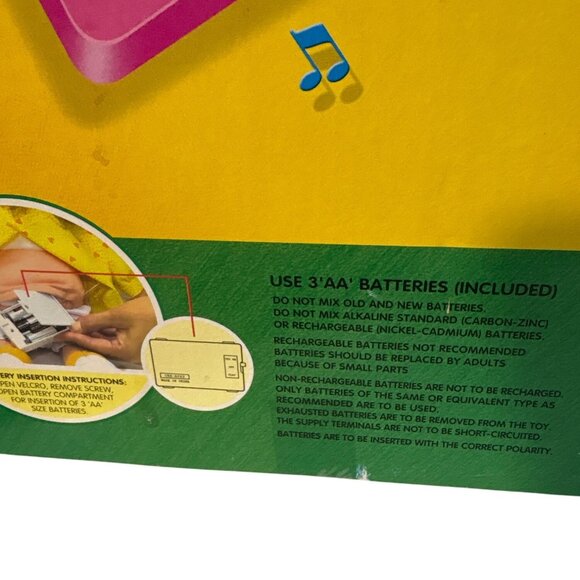 USE 3'AA' BATTERIES (INCLUDED)
DO NOT MIX OLD AND NEW BATTERIES.
DO NOT MIX ALKALINE STANDARD (CARBON-ZINC)
OR RECHARGEABLE (NICKEL-CADMIUM) BATTERIES.
RECHARGEABLE BATTERIES NOT RECOMMENDED
BATTERIES SHOULD BE REPLACED BY ADULTS
BECAUSE OF SMALL PARTS
NON-RECHARGEABLE BATTERIES ARE NOT TO BE RECHARGED.
ONLY BATTERIES OF THE SAME OR EQUIVALENT TYPE AS
RECOMMENDED ARE TO BE USED.
EXHAUSTED BATTERIES ARE TO BE REMOVED FROM THE TOY.
THE SUPPLY TERMINALS ARE NOT TO BE SHORT-CIRCUITED.
BATTERIES ARE TO BE INSERTED WITH THE CORRECT POLARITY.
ERY INSERTION INSTRUCTIONS:
PEN VELCRO, REMOVE SCREW
OPEN BATTERY COMPARTMENT
FOR INSERTION OF 3 'AA'
SIZE BATTERIES